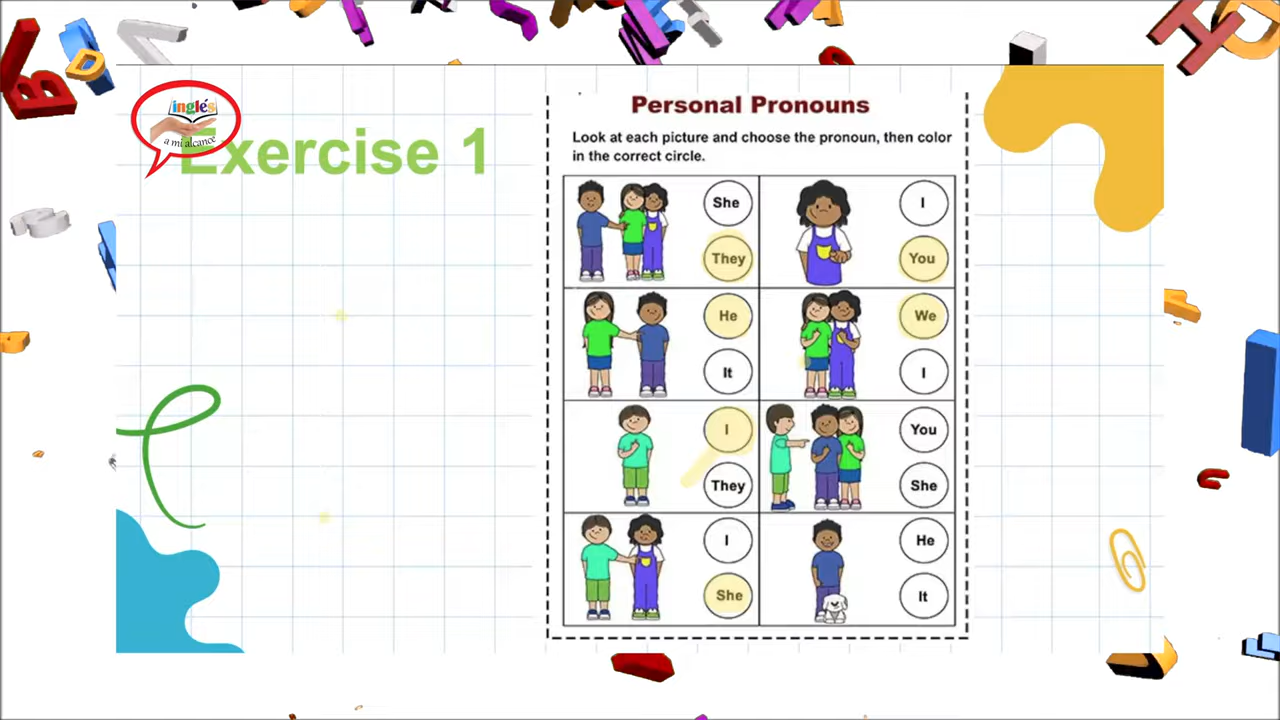 inglés
a mi alcance
Exercise 1
Personal Pronouns
Look at each picture and choose the pronoun, then color
in the correct circle.
She
They
I
You
He
It
We
I
I
They
You
She
I
She
He
It